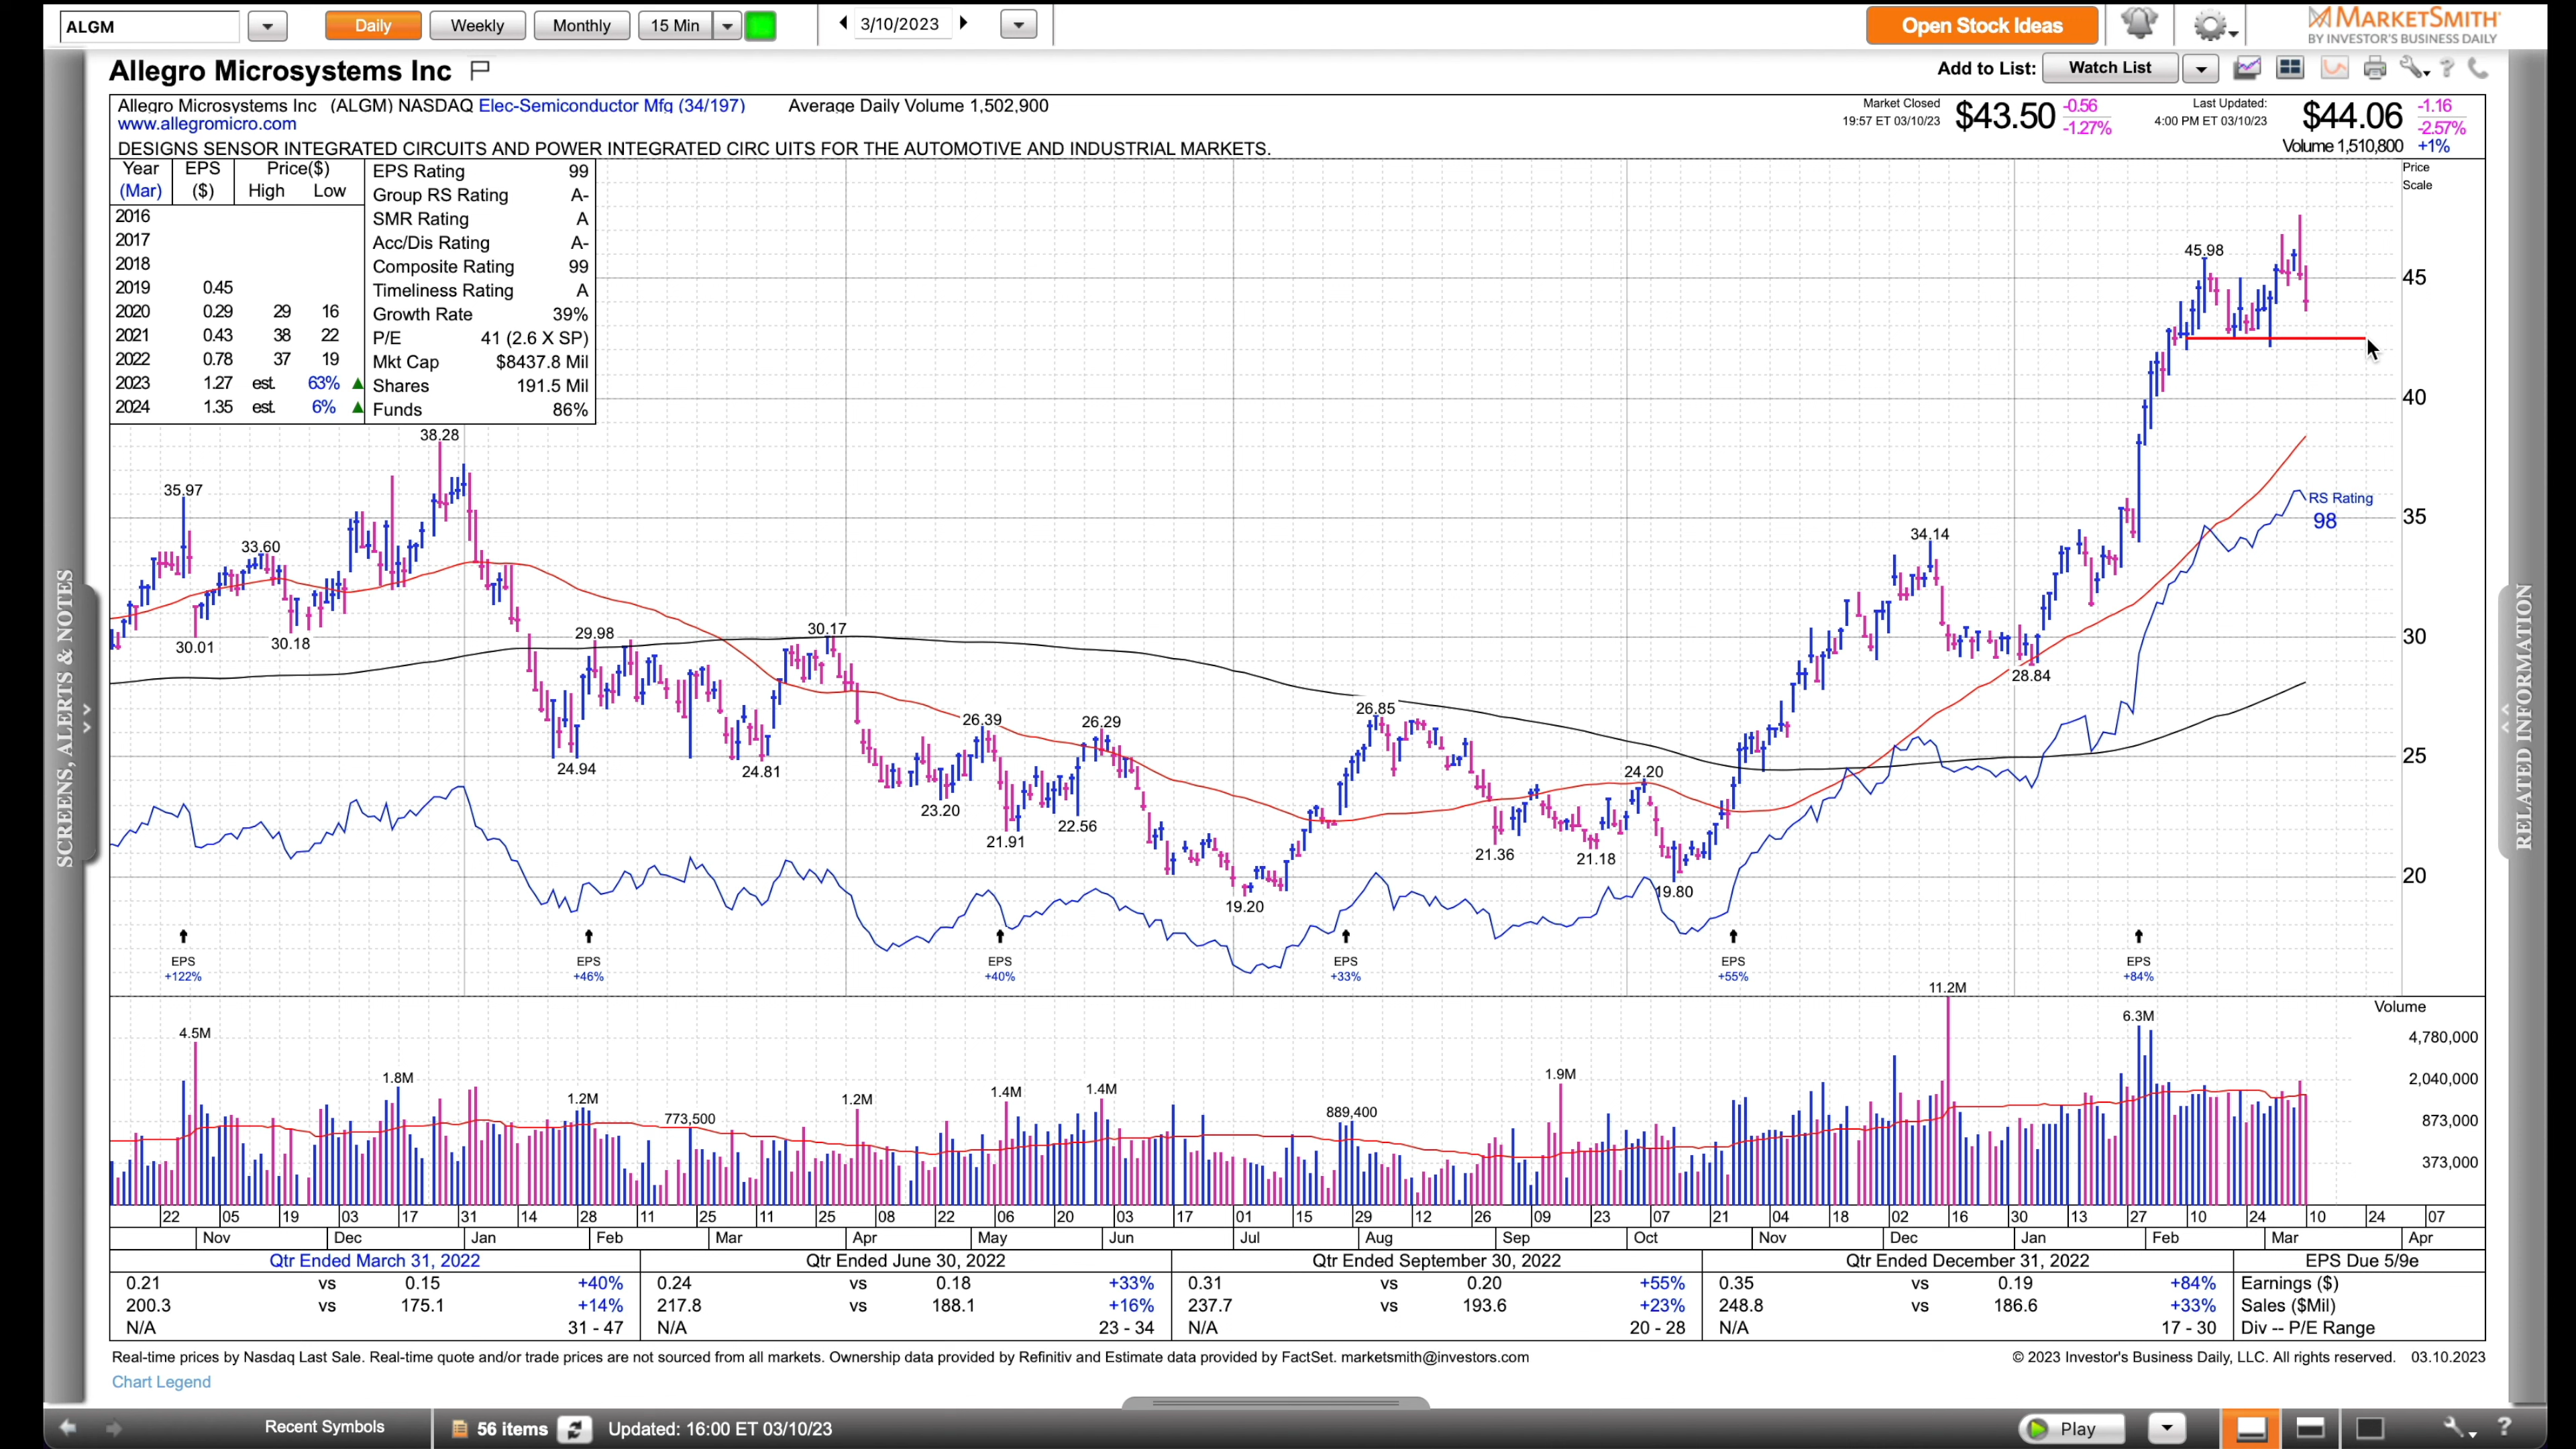 ALGM
Daily
Weekly
Monthly
15 Min
3/10/2023
Open Stock Ideas
MARKETSMITH
BY INVESTOR'S BUSINESS DAILY
Allegro Microsystems Inc
Add to List:
Watch List
Allegro Microsystems Inc (ALGM) NASDAQ Elec-Semiconductor Mfg (34/197) Average Daily Volume 1,502,900
www.allegromicro.com
DESIGNS SENSOR INTEGRATED CIRCUITS AND POWER INTEGRATED CIRC UITS FOR THE AUTOMOTIVE AND INDUSTRIAL MARKETS.
Market Closed
19:57 ET 03/10/23
$43.50
-0.56
-1.27%
Last Updated:
4:00 PM ET 03/10/23
$44.06
-1.16
-2.57%
Volume 1,510,800 +1%
Year EPS Price($)
(Mar) ($) High Low
2016
2017
2018
2019 0.45
2020 0.29 29 16
2021 0.43 38 22
2022 0.78 37 19
2023 1.27 est. 63%
2024 1.35 est. 6%
EPS Rating 99
Group RS Rating A-
SMR Rating A
Acc/Dis Rating A-
Composite Rating 99
Timeliness Rating A
Growth Rate 39%
P/E 41 (2.6 X SP)
Mkt Cap $8437.8 Mil
Shares 191.5 Mil
Funds 86%
Price
Scale
45
40
35
30
25
20
45.98
38.28
35.97
33.60
30.01
30.18
29.98
24.94
24.81
30.17
23.20
26.39
21.91
22.56
26.29
19.20
26.85
21.36
21.18
24.20
19.80
34.14
28.84
RS Rating
98
EPS
+122%
EPS
+46%
EPS
+40%
EPS
+33%
EPS
+55%
EPS
+84%
Volume
4,780,000
2,040,000
873,000
373,000
4.5M
1.8M
1.2M
773,500
1.2M
1.4M
1.4M
889,400
1.9M
11.2M
6.3M
22 05 19 03 17 31 14 28 11 25 11 25 08 22 06 20 03 17 01 15 29 12 26 09 23 07 21 04 18 02 16 30 13 27 10 24 10 24 07
Nov Dec Jan Feb Mar Apr May Jun Jul Aug Sep Oct Nov Dec Jan Feb Mar Apr
Qtr Ended March 31, 2022 Qtr Ended June 30, 2022 Qtr Ended September 30, 2022 Qtr Ended December 31, 2022 EPS Due 5/9e
0.21 vs 0.15 +40% 0.24 vs 0.18 +33% 0.31 vs 0.20 +55% 0.35 vs 0.19 +84% Earnings ($)
200.3 vs 175.1 +14% 217.8 vs 188.1 +16% 237.7 vs 193.6 +23% 248.8 vs 186.6 +33% Sales ($Mil)
N/A 31 - 47 N/A 23 - 34 N/A 20 - 28 N/A 17 - 30 Div -- P/E Range
Real-time prices by Nasdaq Last Sale. Real-time quote and/or trade prices are not sourced from all markets. Ownership data provided by Refinitiv and Estimate data provided by FactSet. marketsmith@investors.com
© 2023 Investor's Business Daily, LLC. All rights reserved. 03.10.2023
Chart Legend
SCREENS, ALERTS & NOTES
RELATED INFORMATION
Recent Symbols
56 items
Updated: 16:00 ET 03/10/23
Play
?